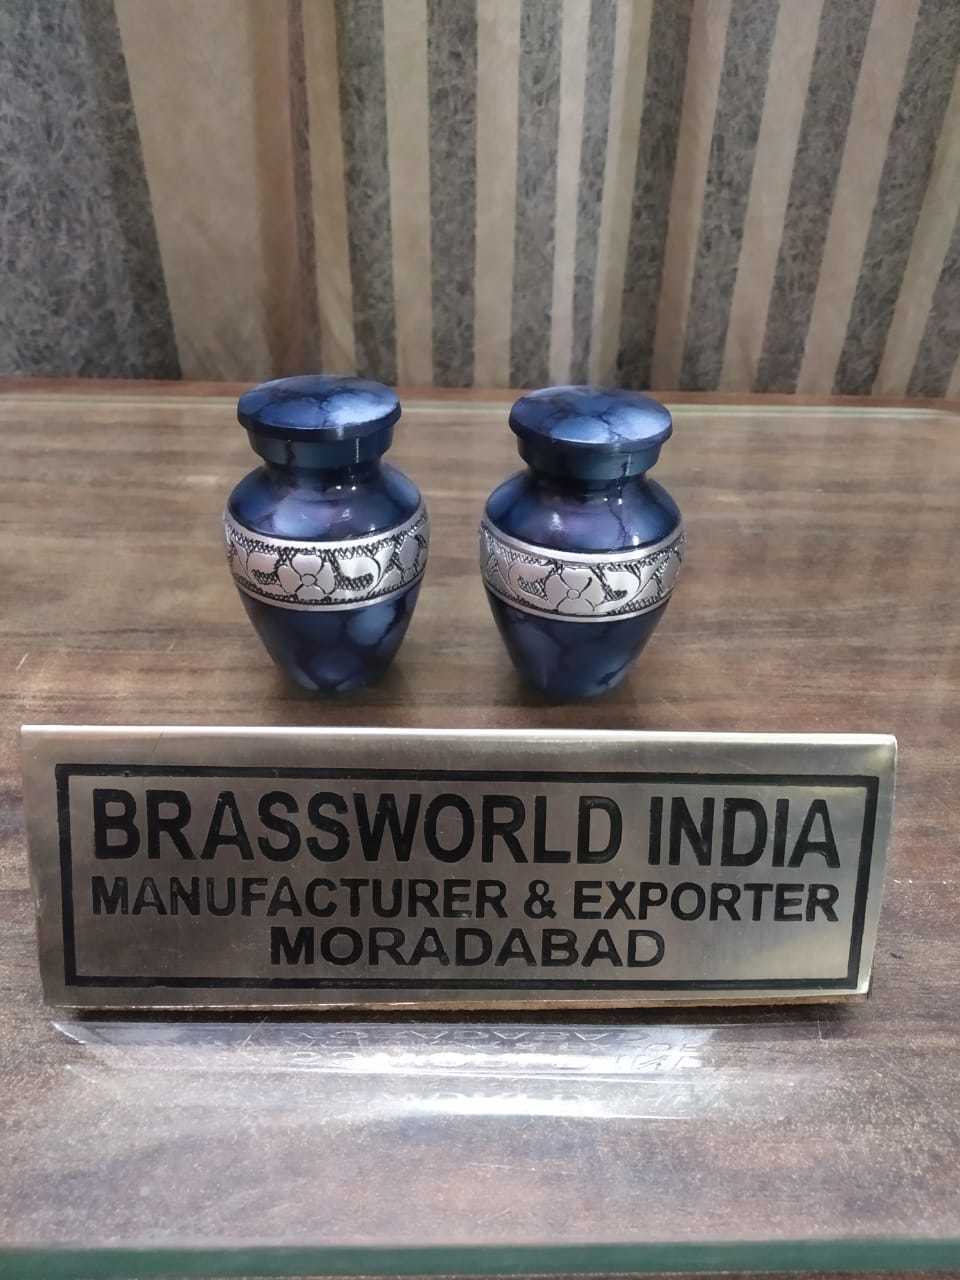 BRASSWORLD INDIA
MANUFACTURER & EXPORTER
MORADABAD